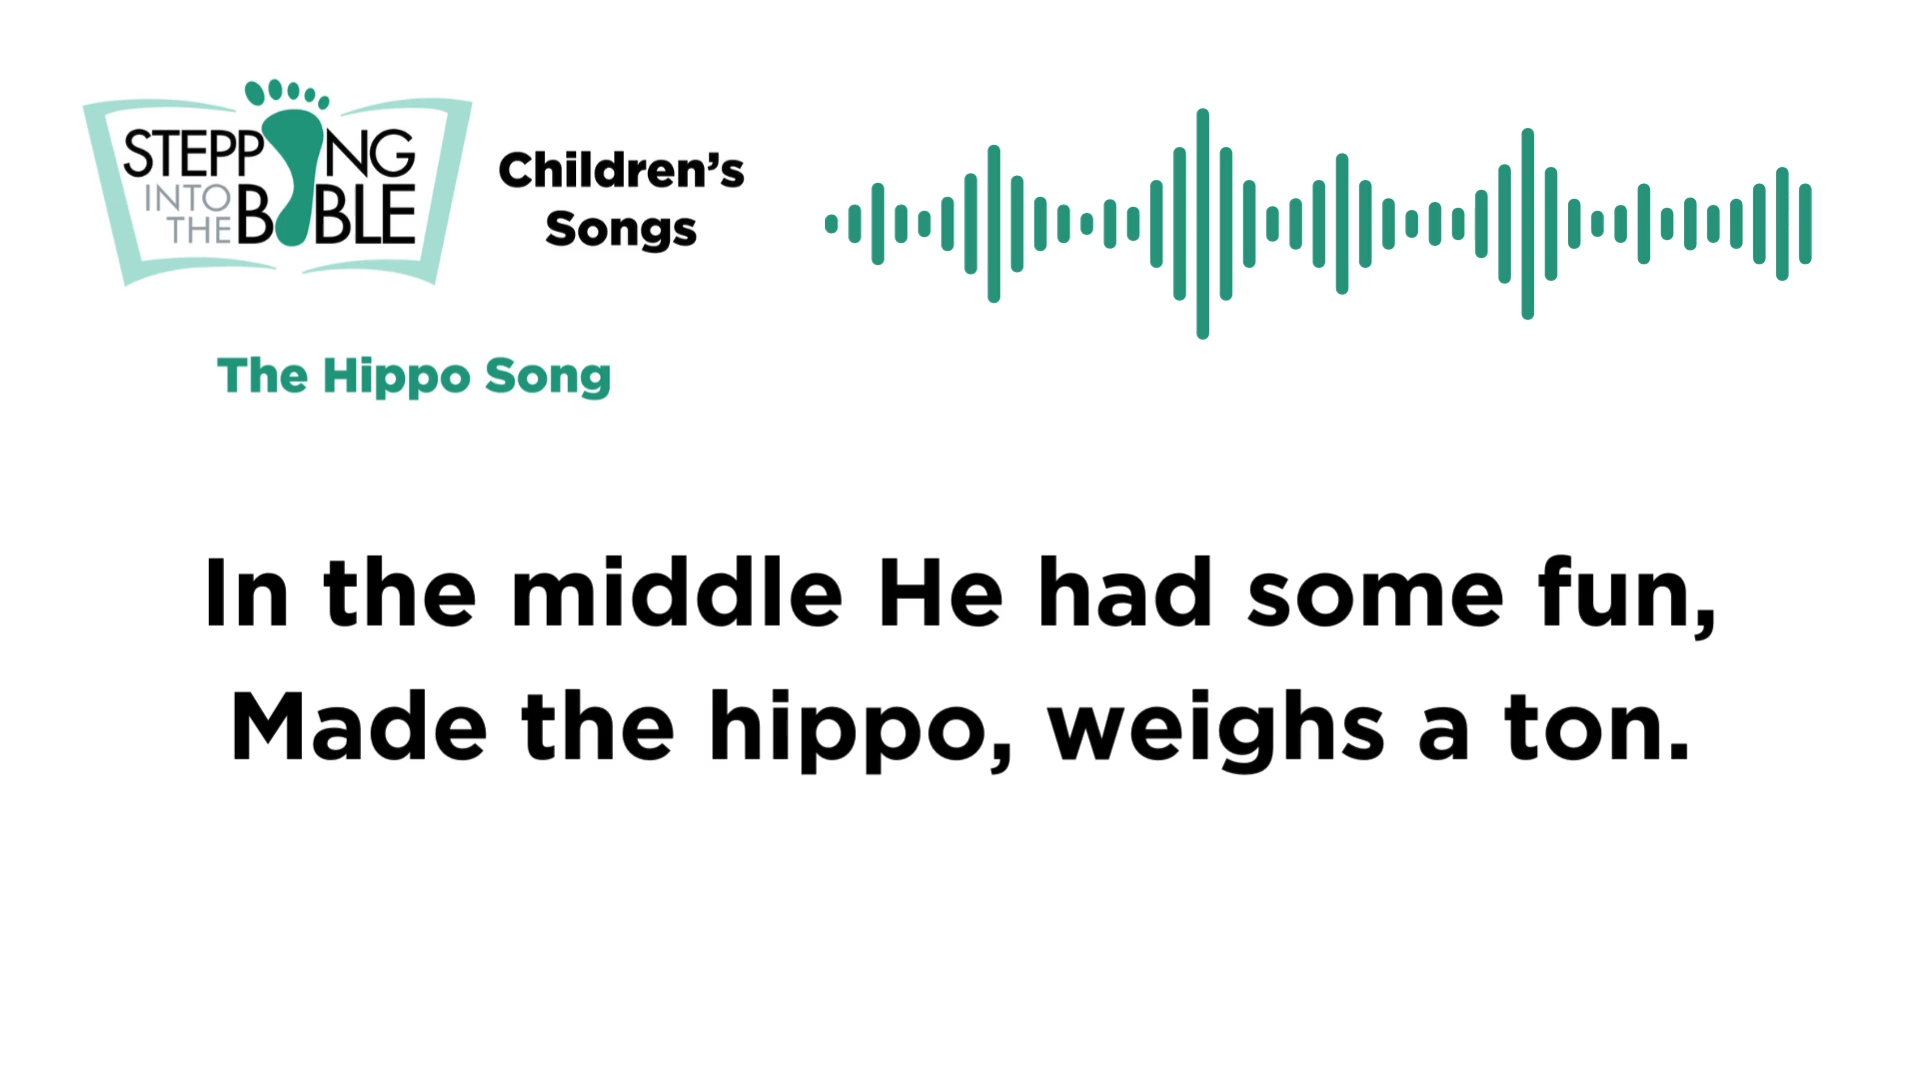 STEPPING
INTO
THE BIBLE
Children's
Songs
The Hippo Song
In the middle He had some fun,
Made the hippo, weighs a ton.